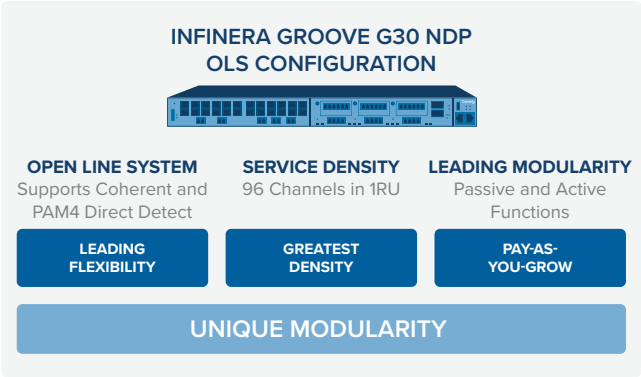 INFINERA GROOVE G30 NDP
OLS CONFIGURATION
OPEN LINE SYSTEM
Supports Coherent and
PAM4 Direct Detect
LEADING
FLEXIBILITY
SERVICE DENSITY
96 Channels in 1RU
GREATEST
DENSITY
LEADING MODULARITY
Passive and Active
Functions
PAY-AS-
YOU-GROW
UNIQUE MODULARITY